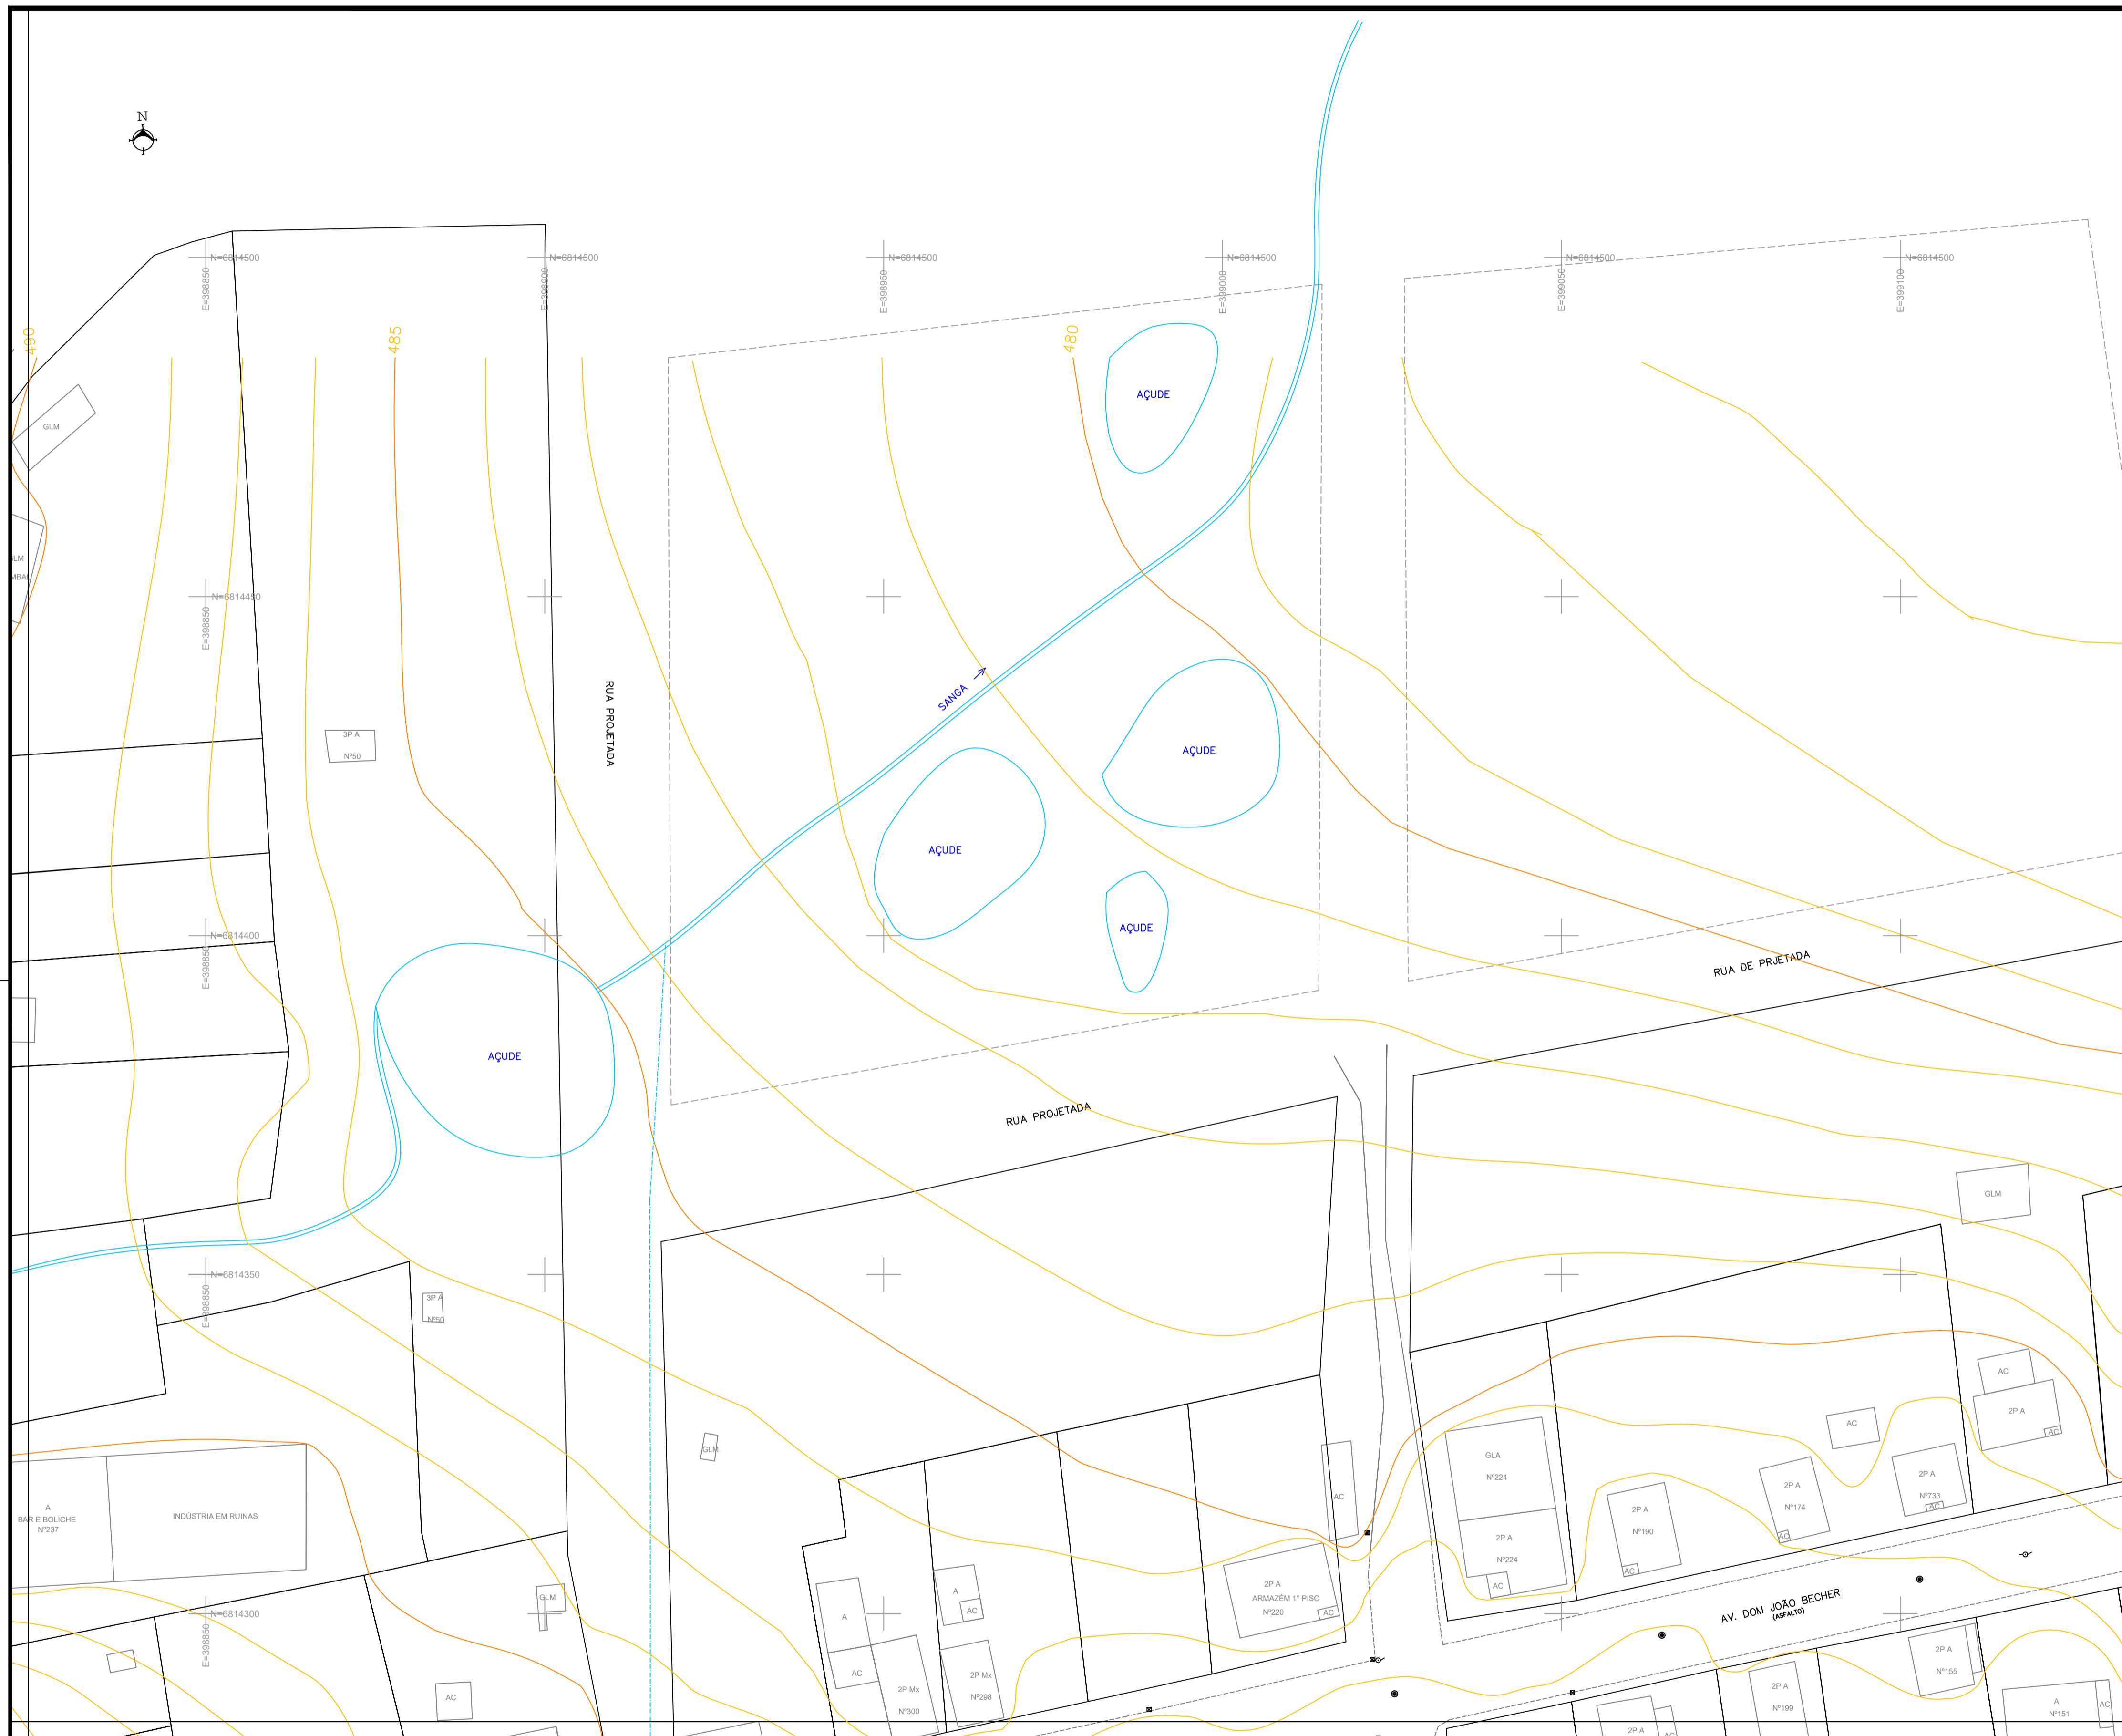 N
N=6814500
N=6814500
N=6814500
N=6814500
N=6814500
N=6814500
E=398850
E=398900
E=398950
E=399000
E=399050
E=399100
490
485
480
AÇUDE
GLM
N=6814450
E=398850
RUA PROJETADA
SANGA
3P A
Nº50
AÇUDE
AÇUDE
AÇUDE
N=6814400
E=398850
RUA DE PRJETADA
AÇUDE
RUA PROJETADA
GLM
N=6814350
E=398850
3P A
Nº50
AC
2P A
AC
AC
GLM
GLA
Nº224
AC
2P A
Nº174
AC
2P A
Nº733
AC
2P A
Nº190
AC
2P A
Nº224
AC
A
BAR E BOLICHE
Nº237
INDÚSTRIA EM RUINAS
N=6814300
E=398850
GLM
A
AC
A
AC
2P A
ARMAZÉM 1° PISO
Nº220
AC
AV. DOM JOÃO BECHER
(ASFALTO)
AC
2P Mx
Nº300
2P Mx
Nº298
2P A
Nº155
2P A
Nº199
A
Nº151
AC
2P A
AC